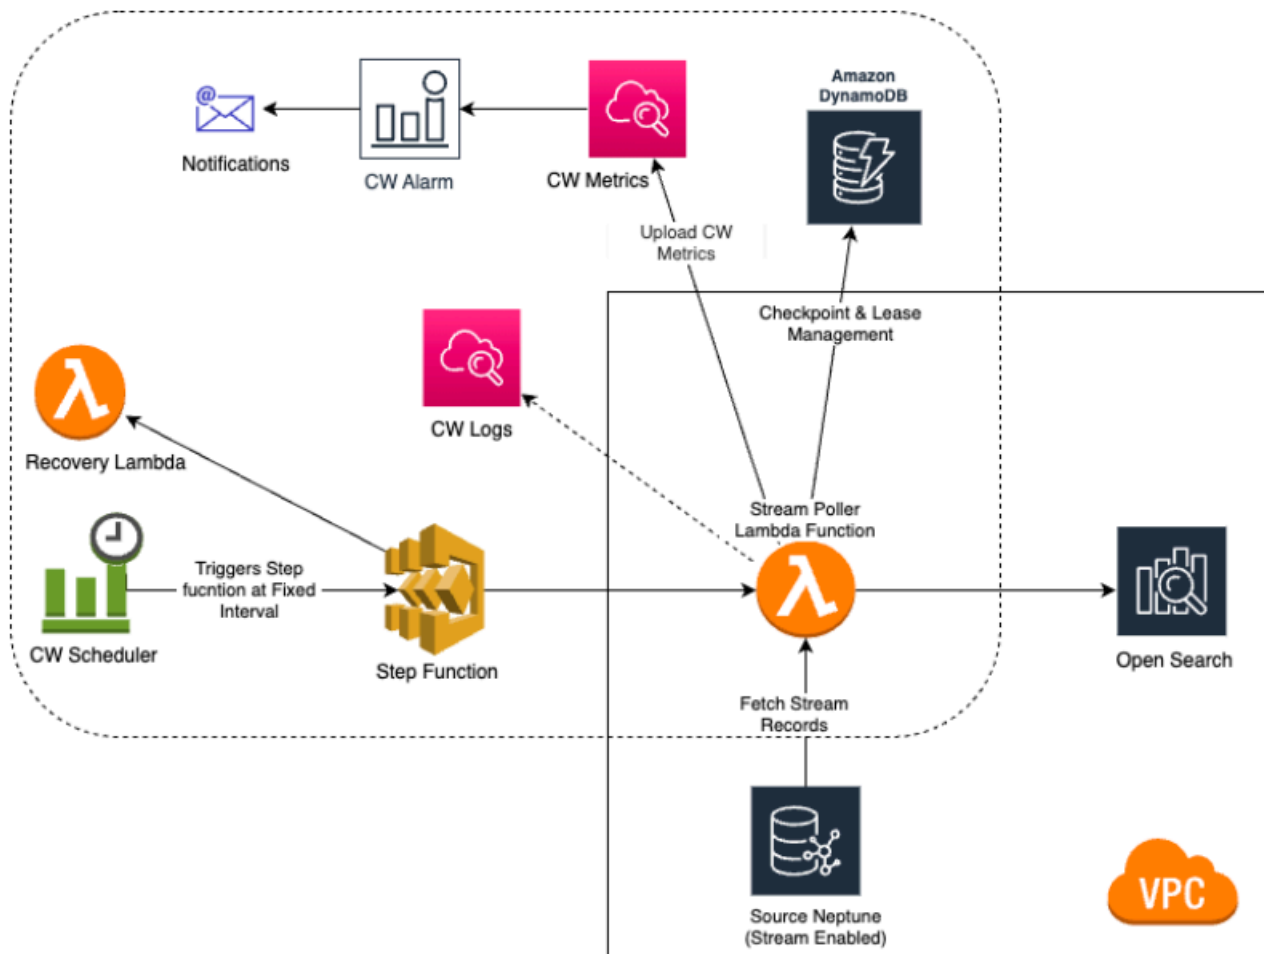 Amazon
DynamoDB
@
Notifications
CW Alarm
CW Metrics
Upload CW
Metrics
Checkpoint & Lease
Management
CW Logs
Recovery Lambda
Stream Poller
Lambda Function
Triggers Step
fucntion at Fixed
Interval
CW Scheduler
Step Function
Open Search
Fetch Stream
Records
Source Neptune
(Stream Enabled)
VPC